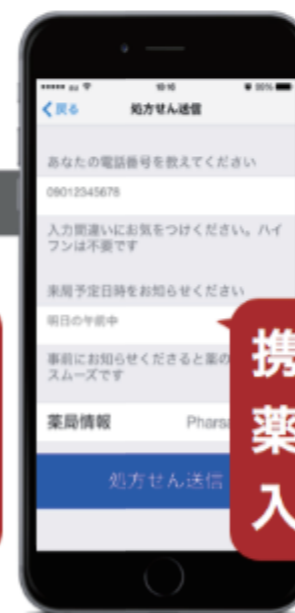 10:10
戻る 処方せん送信
あなたの電話番号を教えてください
09012345678
入力間違いにお気をつけください。ハイ
フンは不要です
来局予定日時をお知らせください
明日の午前中
事前にお知らせくださると薬の
スムーズです
薬局情報 Phars
処方せん送信
携
薬
入